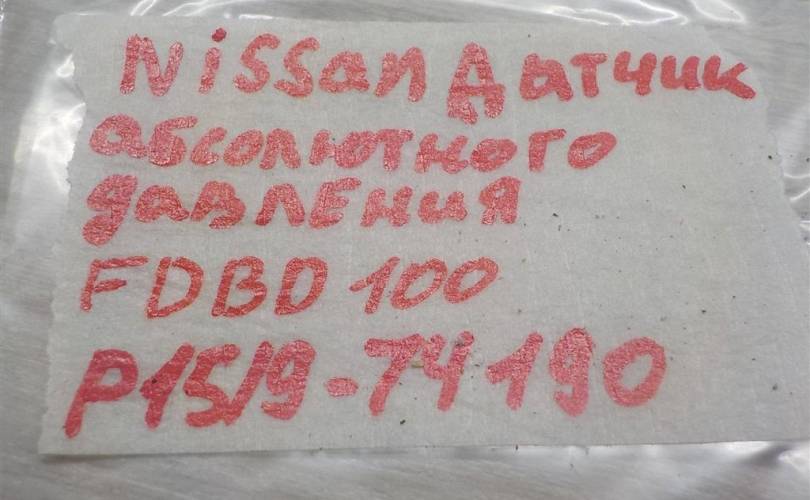 Nissan Датчик
абсолютного
давления
FDBD 100
P15/9-74190